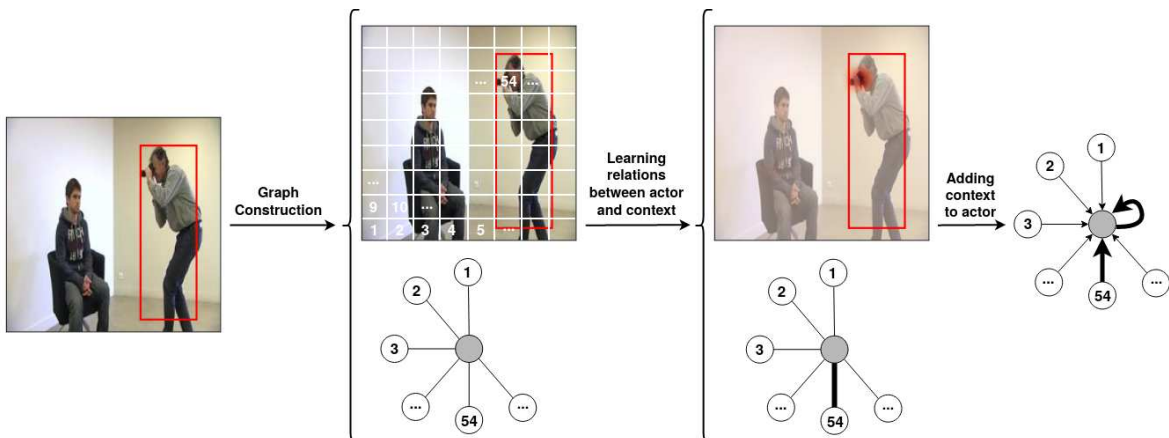 Graph
Construction
... 54 ...
...
9 10 ...
1 2 3 4 5 ...
1
2
3
...
54
...
Learning
relations
between actor
and context
1
2
3
...
54
...
Adding
context
to actor
1
2
3
...
54
...